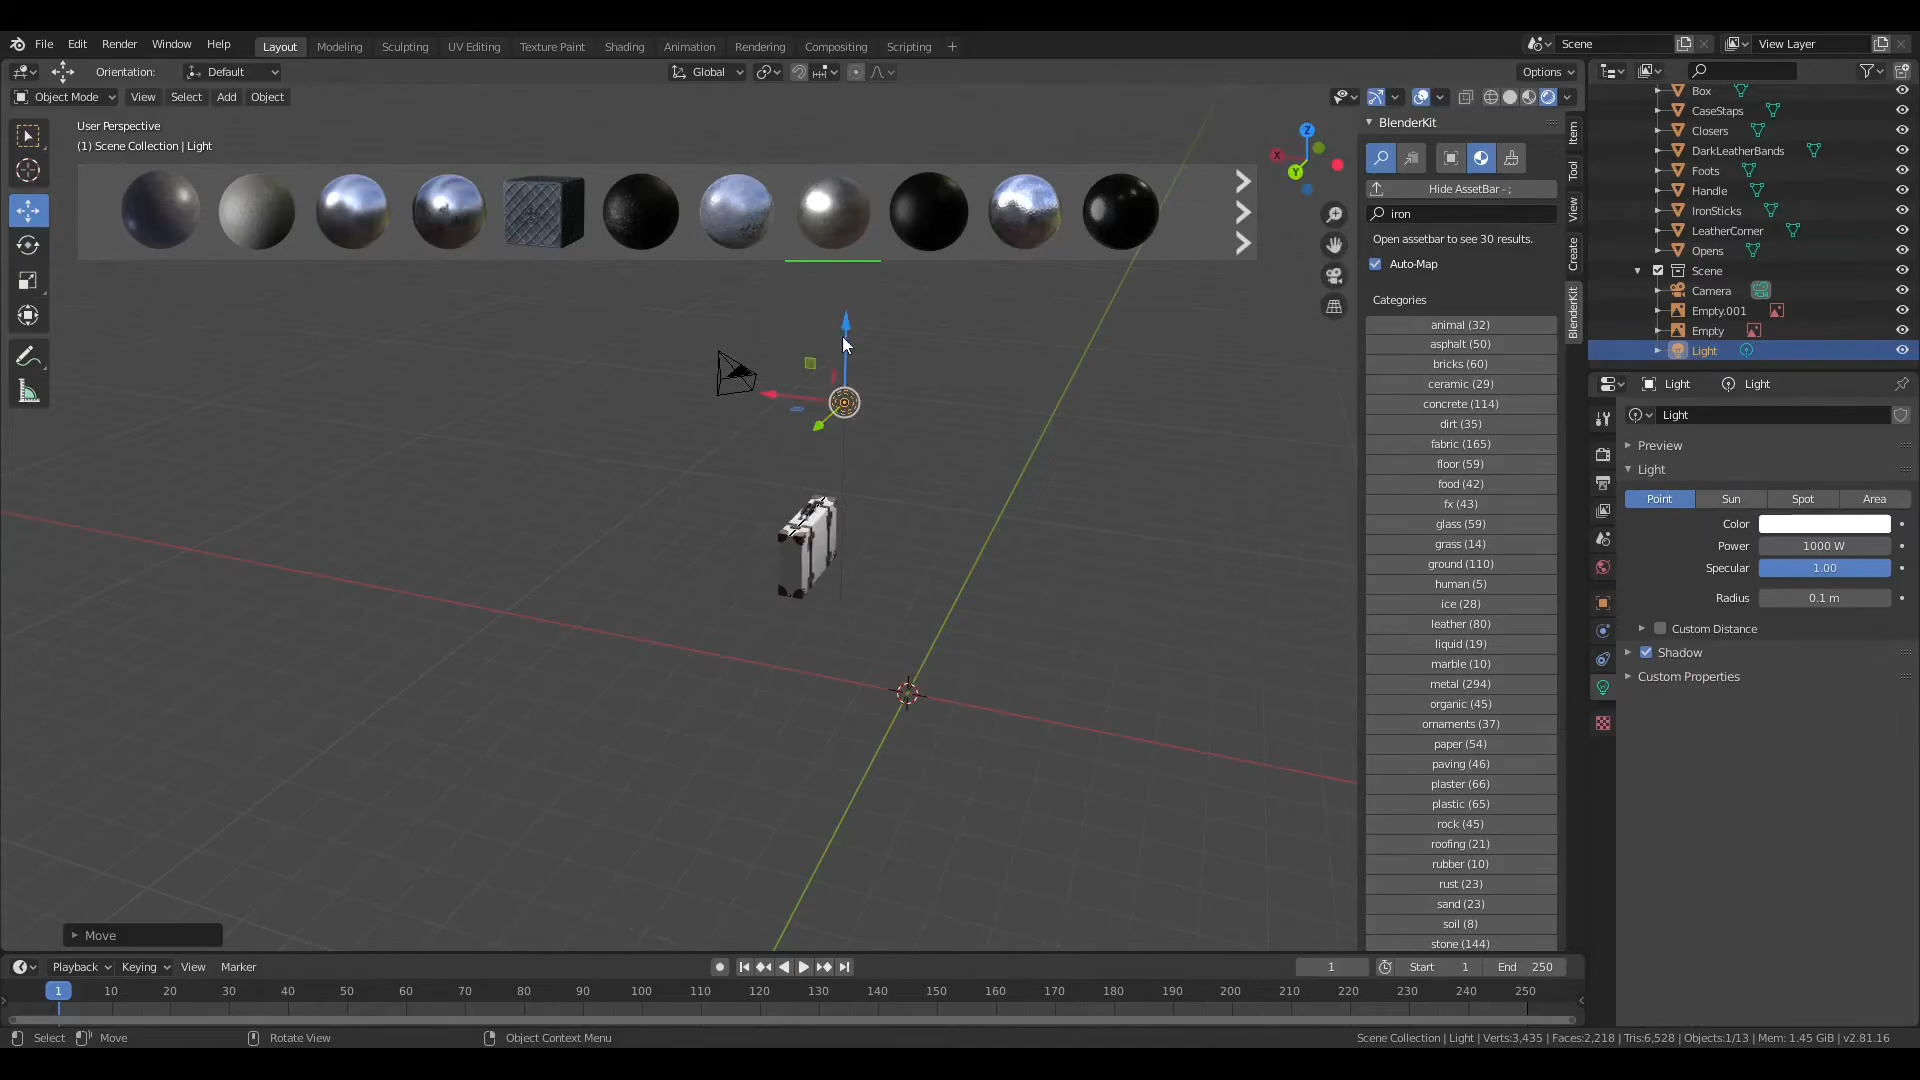 File Edit Render Window Help Layout Modeling Sculpting UV Editing Texture Paint Shading Animation Rendering Compositing Scripting + Scene View Layer
Orientation: Default Global Options
Object Mode View Select Add Object
User Perspective
(1) Scene Collection | Light
X Y Z
BlenderKit
Hide AssetBar - ;
iron
Open assetbar to see 30 results.
Auto-Map
Categories
animal (32)
asphalt (50)
bricks (60)
ceramic (29)
concrete (114)
dirt (35)
fabric (165)
floor (59)
food (42)
fx (43)
glass (59)
grass (14)
ground (110)
human (5)
ice (28)
leather (80)
liquid (19)
marble (10)
metal (294)
organic (45)
ornaments (37)
paper (54)
paving (46)
plaster (66)
plastic (65)
rock (45)
roofing (21)
rubber (10)
rust (23)
sand (23)
soil (8)
stone (144)
Item
Tool
View
Create
BlenderKit
Box
CaseStaps
Closers
DarkLeatherBands
Foots
Handle
IronSticks
LeatherCorner
Opens
Scene
Camera
Empty.001
Empty
Light
Light Light
Light
Preview
Light
Point Sun Spot Area
Color
Power 1000 W
Specular 1.00
Radius 0.1 m
Custom Distance
Shadow
Custom Properties
Move
Playback Keying View Marker 1 Start 1 End 250
1 10 20 30 40 50 60 70 80 90 100 110 120 130 140 150 160 170 180 190 200 210 220 230 240 250
Select Move Rotate View Object Context Menu Scene Collection | Light | Verts:3,435 | Faces:2,218 | Tris:6,528 | Objects:1/13 | Mem: 1.45 GiB | v2.81.16